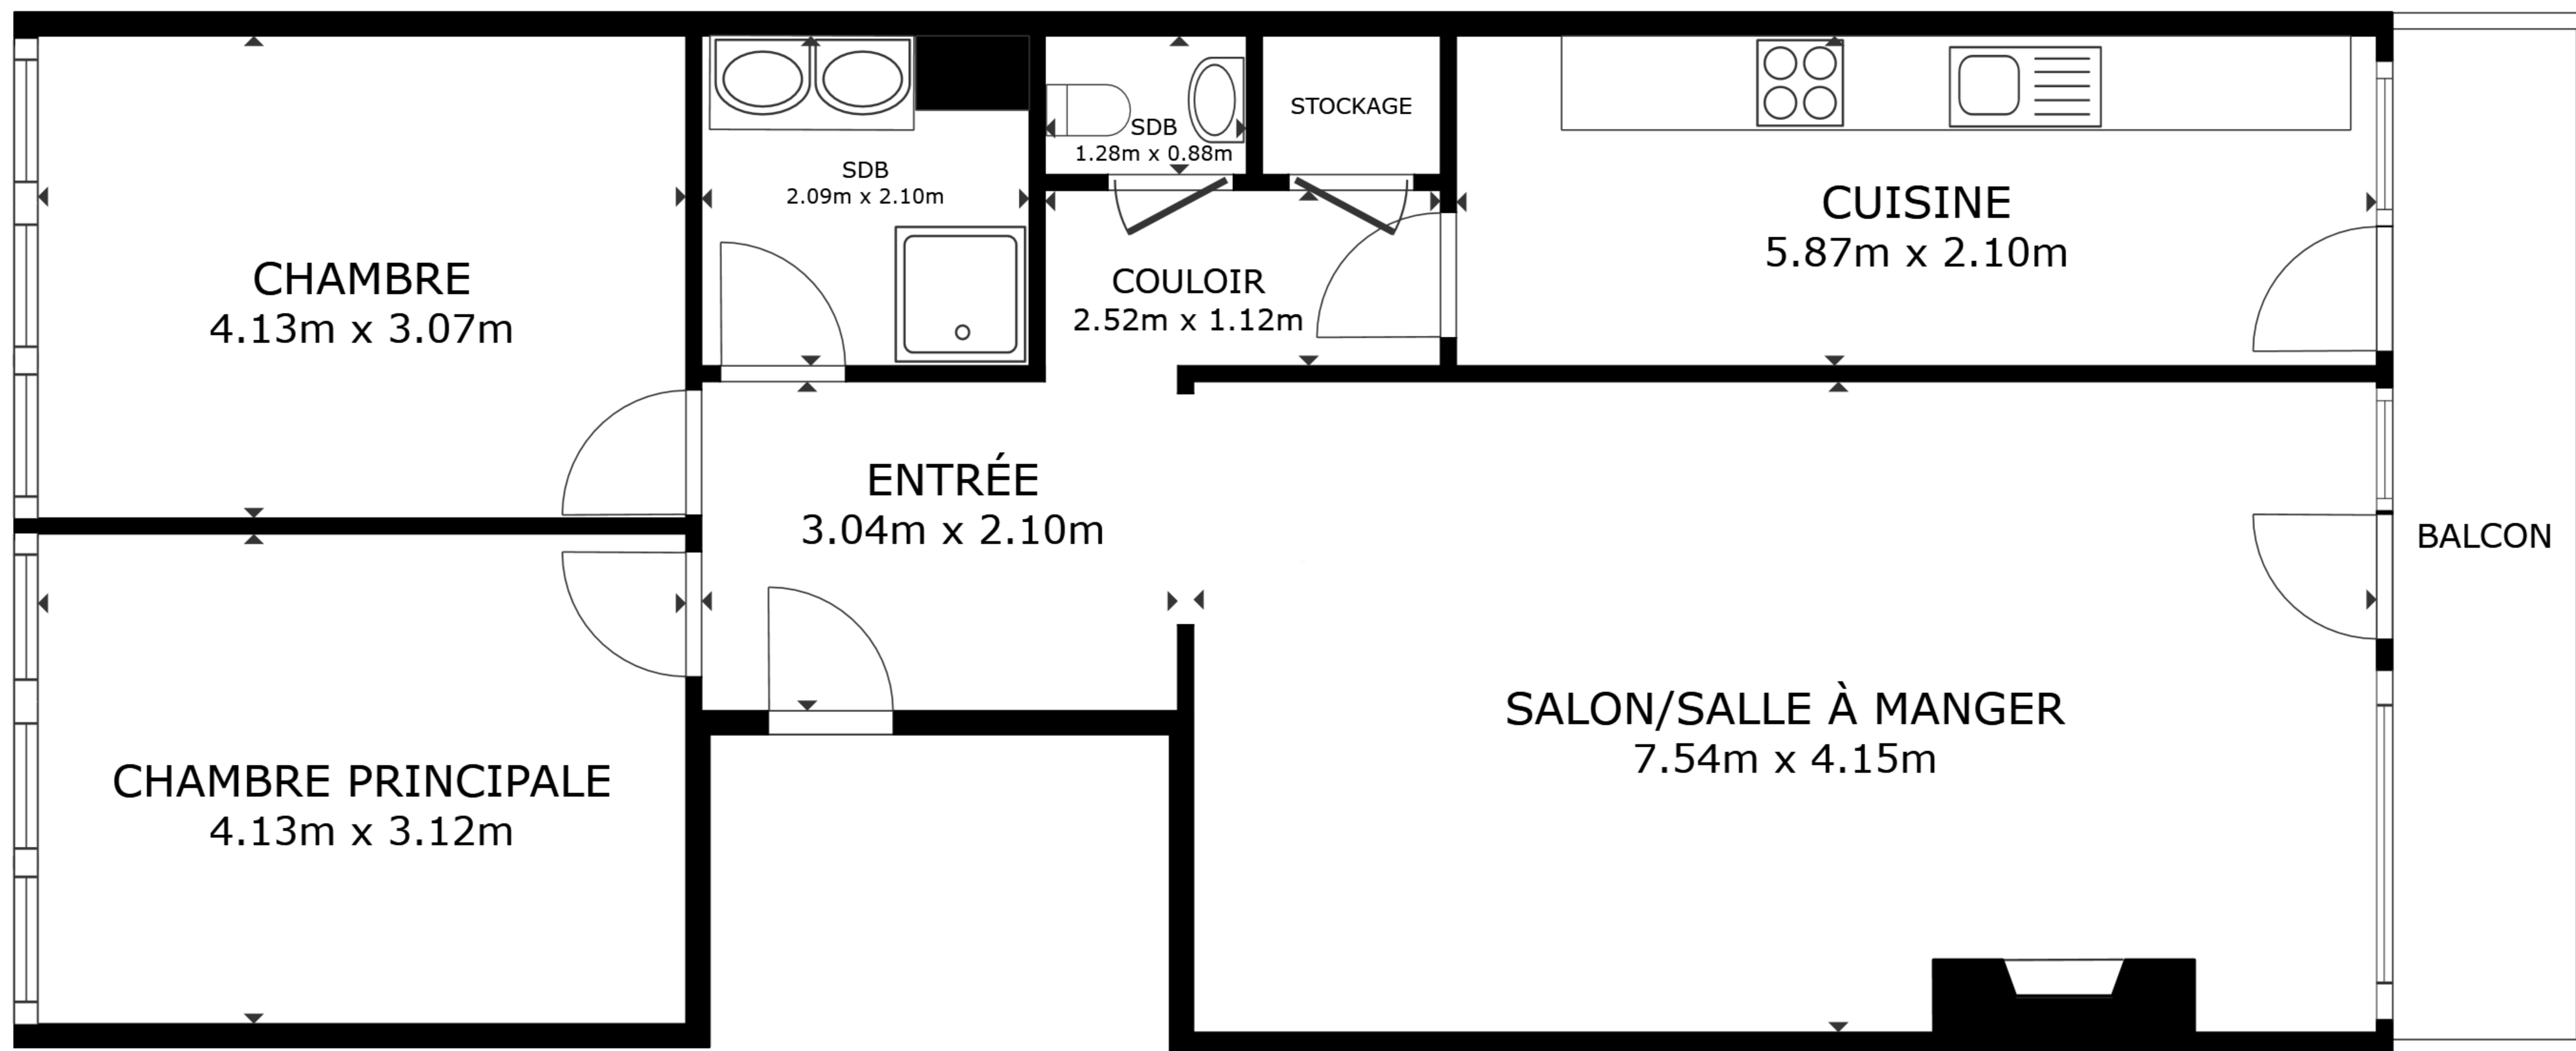 SDB
1.28m x 0.88m
STOCKAGE
SDB
2.09m x 2.10m
CUISINE
5.87m x 2.10m
CHAMBRE
4.13m x 3.07m
COULOIR
2.52m x 1.12m
ENTRÉE
3.04m x 2.10m
BALCON
SALON/SALLE À MANGER
7.54m x 4.15m
CHAMBRE PRINCIPALE
4.13m x 3.12m